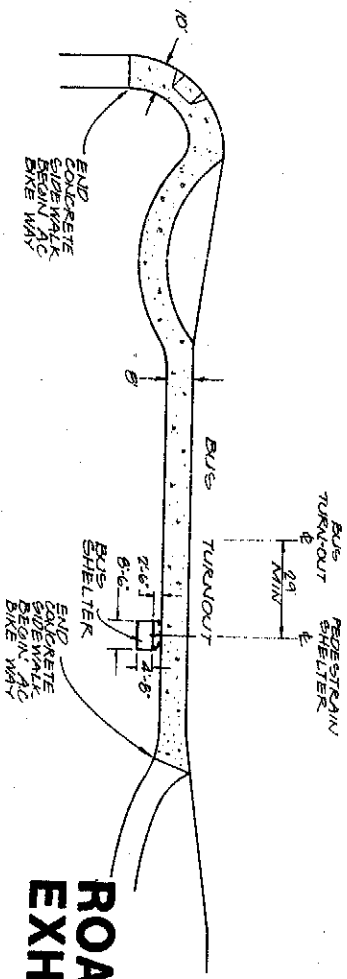 10'
END
CONCRETE
SIDEWALK
BEGIN AC
BIKE WAY
8'
BUS TURNOUT
BUS
TURN-OUT
℄
29'
MIN
PEDESTRAIN
SHELTER
℄
BUS
SHELTER
8'-6"
4'-8"
END
CONCRETE
SIDEWALK
BEGIN AC
BIKE WAY
ROA
EXH